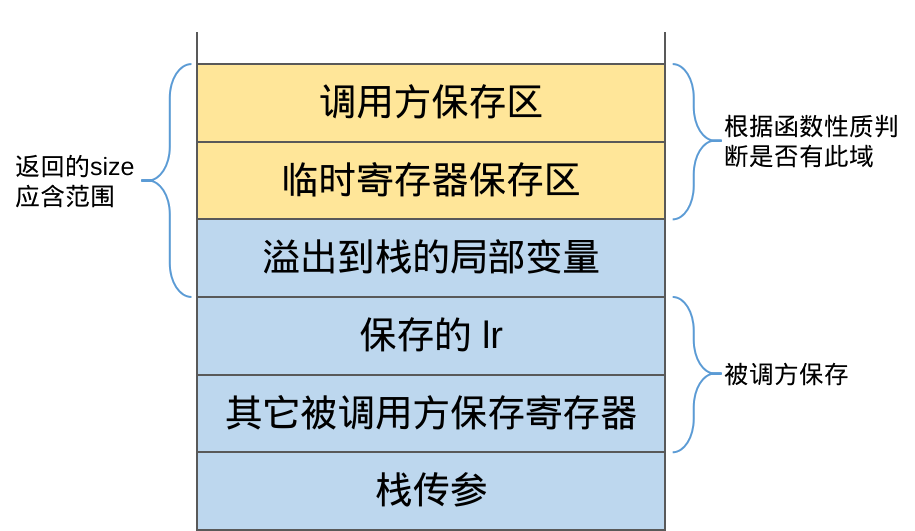 调用方保存区
临时寄存器保存区
溢出到栈的局部变量
保存的 lr
其它被调用方保存寄存器
栈传参
返回的size
应含范围
根据函数性质判
断是否有此域
被调方保存